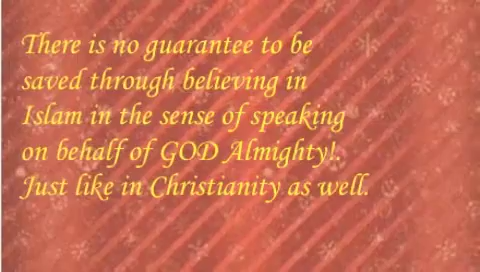 There is no guarantee to be
saved through believing in
Islam in the sense of speaking
on behalf of GOD Almighty!.
Just like in Christianity as well.